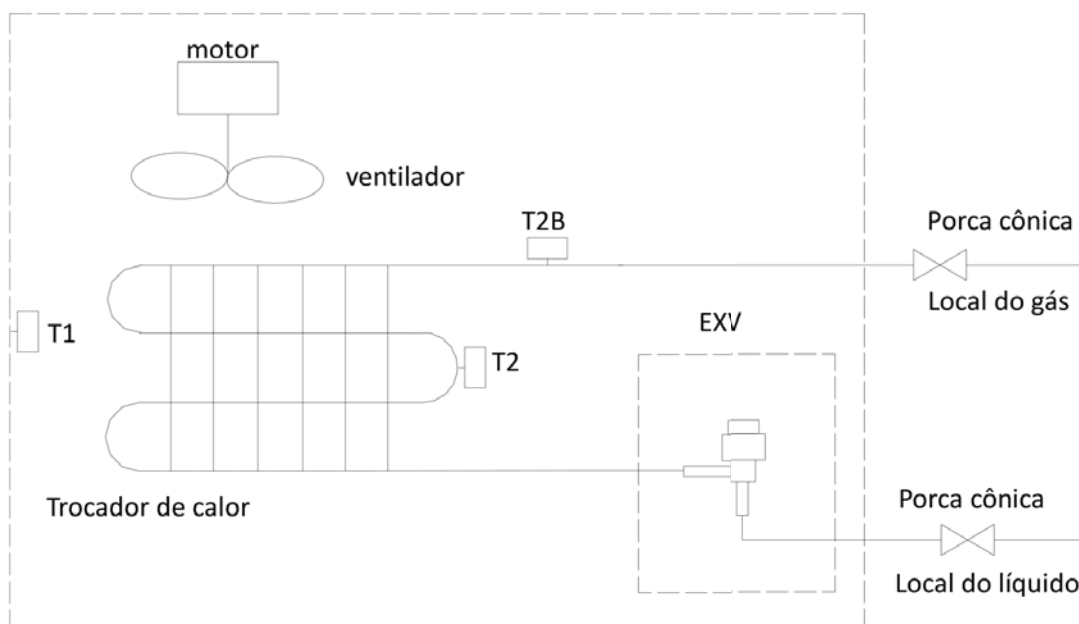 motor
ventilador
T2B
Porca cônica
Local do gás
T1
EXV
T2
Trocador de calor
Porca cônica
Local do líquido